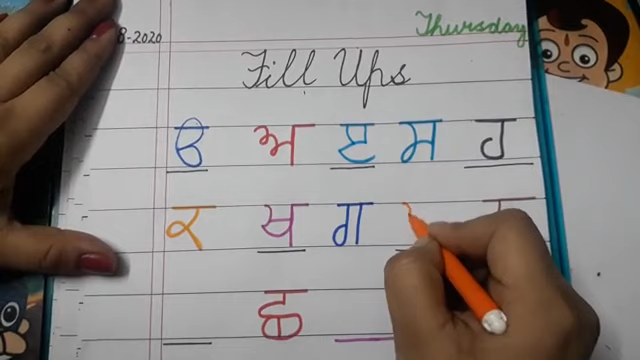 8-2020 Thursday
Fill Ups
ੳ ਅ ੲ ਸ ਹ
ਕ ਖ ਗ
ਛ